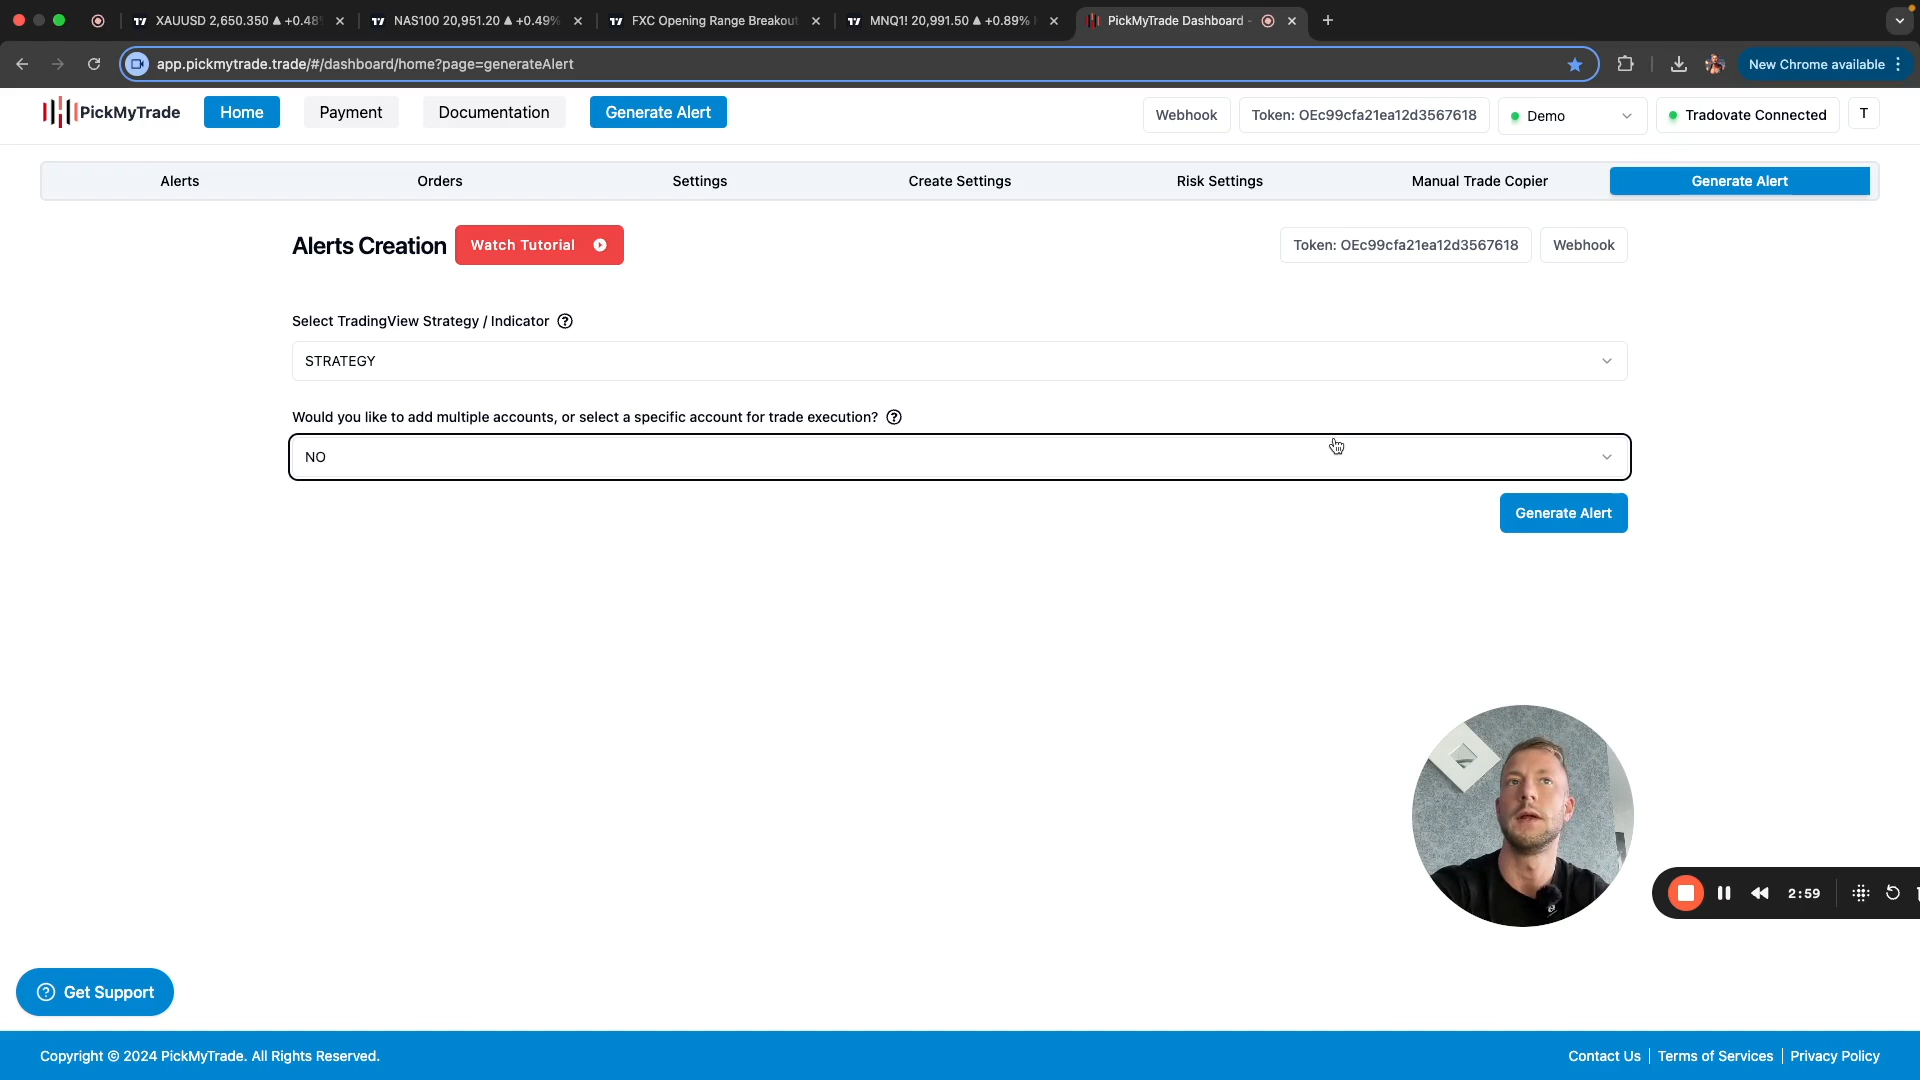 XAUUSD 2,650.350 ▲ +0.48
NAS100 20,951.20 ▲ +0.49%
FXC Opening Range Breakout
MNQ1! 20,991.50 ▲ +0.89%
PickMyTrade Dashboard -
app.pickmytrade.trade/#/dashboard/home?page=generateAlert
New Chrome available
PickMyTrade
Home
Payment
Documentation
Generate Alert
Webhook
Token: OEc99cfa21ea12d3567618
Demo
Tradovate Connected
T
Alerts
Orders
Settings
Create Settings
Risk Settings
Manual Trade Copier
Generate Alert
Alerts Creation
Watch Tutorial
Token: OEc99cfa21ea12d3567618
Webhook
Select TradingView Strategy / Indicator
STRATEGY
Would you like to add multiple accounts, or select a specific account for trade execution?
NO
Generate Alert
2:59
Get Support
Copyright © 2024 PickMyTrade. All Rights Reserved.
Contact Us
Terms of Services
Privacy Policy